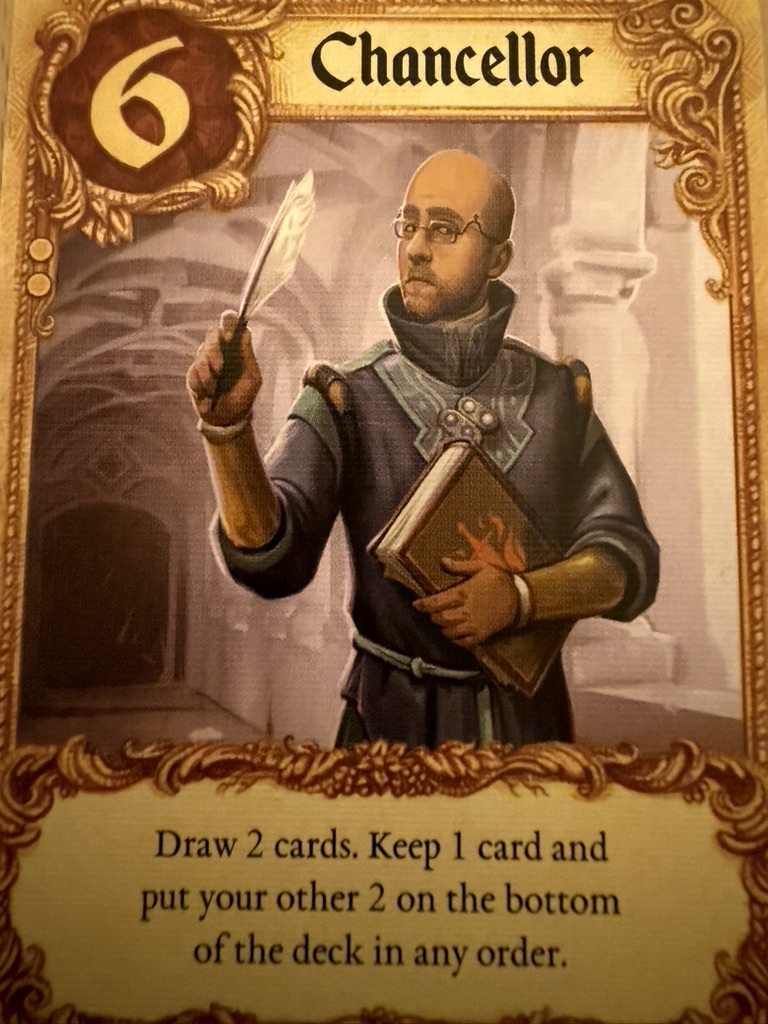 6
Chancellor
Draw 2 cards. Keep 1 card and
put your other 2 on the bottom
of the deck in any order.